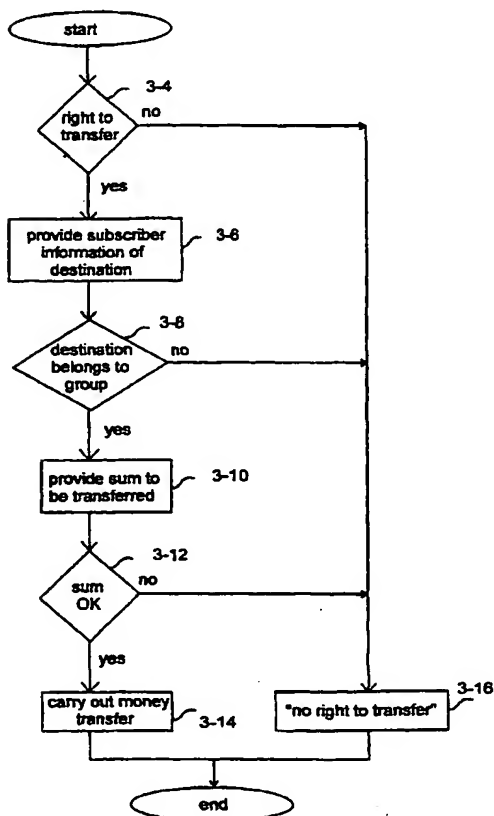 start
3-4
right to
transfer
no
yes
provide subscriber
information of
destination
3-6
3-8
destination
belongs to
group
no
yes
provide sum to
be transferred
3-10
3-12
sum
OK
no
yes
carry out money
transfer
3-14
3-16
"no right to transfer"
end